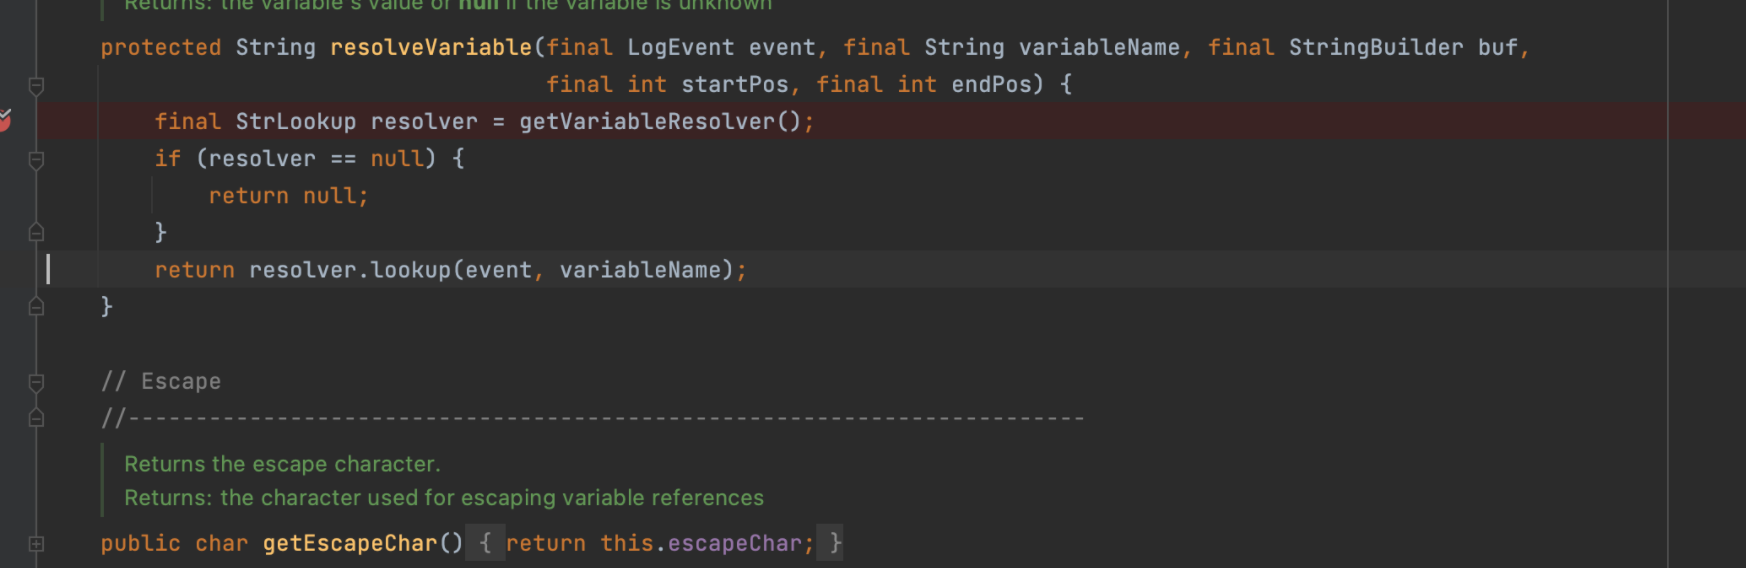 Returns: the variable's value or null if the variable is unknown
protected String resolveVariable(final LogEvent event, final String variableName, final StringBuilder buf,
final int startPos, final int endPos) {
final StrLookup resolver = getVariableResolver();
if (resolver == null) {
return null;
}
return resolver.lookup(event, variableName);
}
// Escape
//-----------------------------------------------------------------------
Returns the escape character.
Returns: the character used for escaping variable references
public char getEscapeChar() { return this.escapeChar; }